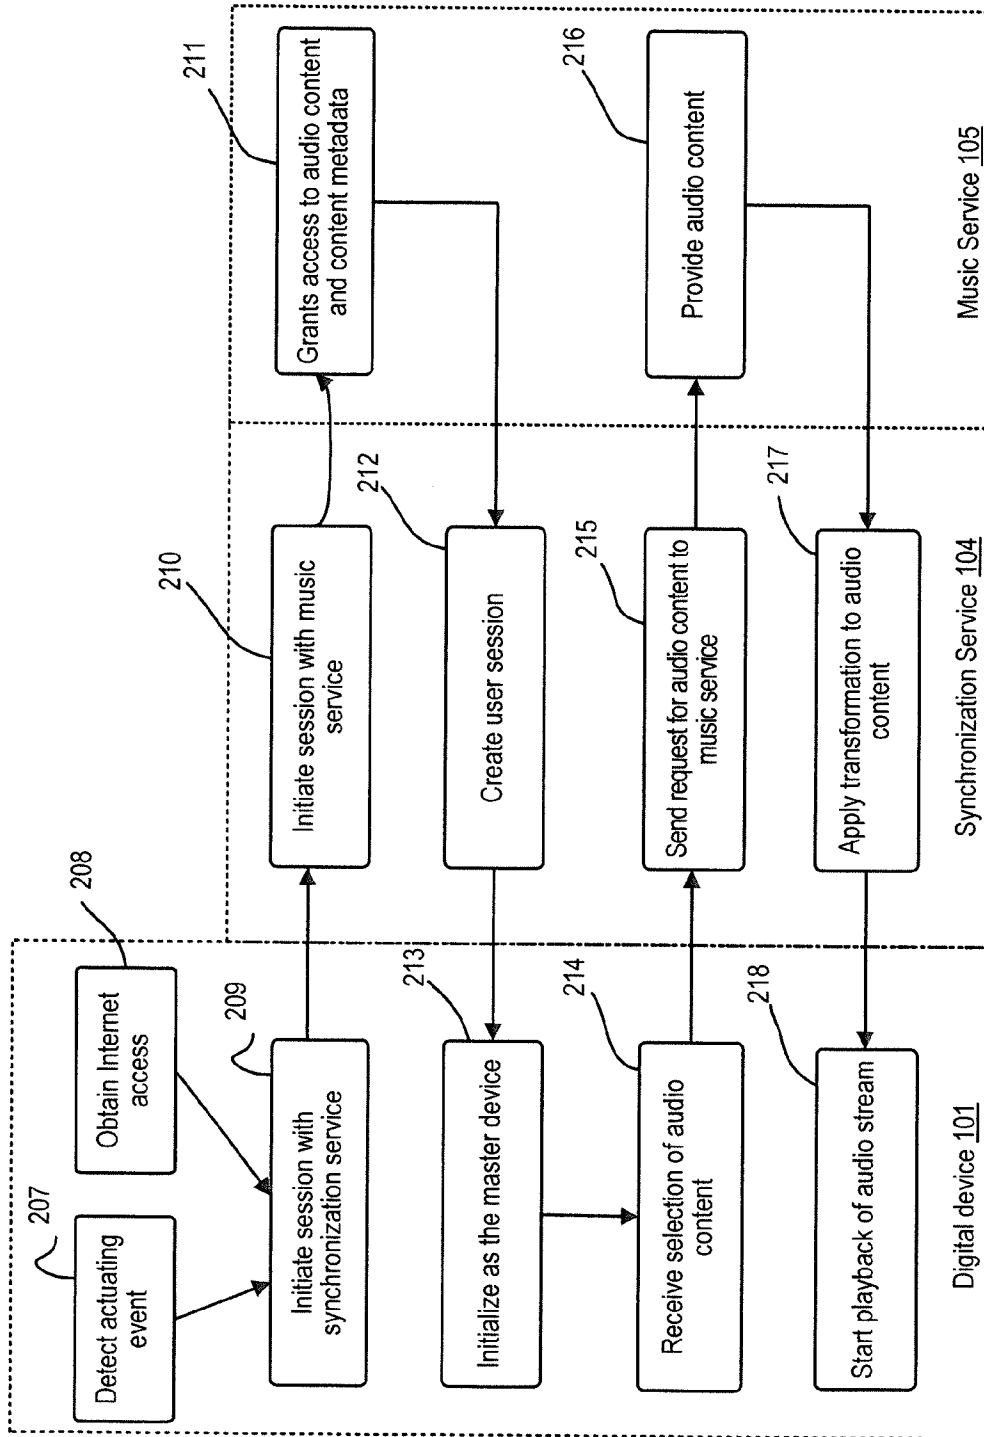 207
Detect actuating
event
208
Obtain Internet
access
209
Initiate session with
synchronization service
210
Initiate session with music
service
211
Grants access to audio content
and content metadata
212
Create user session
213
Initialize as the master device
214
Receive selection of audio
content
215
Send request for audio content to
music service
216
Provide audio content
217
Apply transformation to audio
content
218
Start playback of audio stream
Digital device 101
Synchronization Service 104
Music Service 105